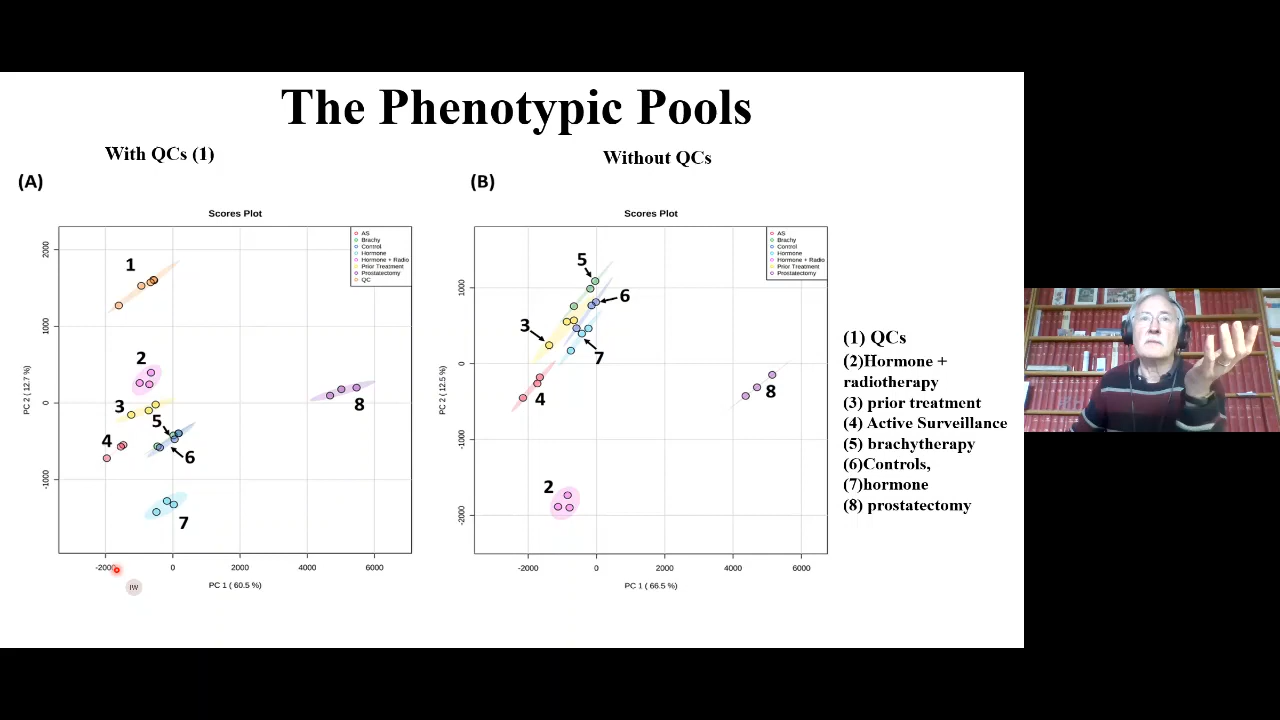 The Phenotypic Pools
With QCs (1)
Without QCs
(A)
Scores Plot
AS
Brachy
Control
Hormone
Hormone + Radio
Prior Treatment
Prostatectomy
QC
1
2
3
4
5
6
7
8
2000
1000
0
-1000
PC 2 ( 12.7 %)
-2000
0
2000
4000
6000
PC 1 ( 60.5 %)
IW
(B)
Scores Plot
AS
Brachy
Control
Hormone
Hormone + Radio
Prior Treatment
Prostatectomy
5
6
3
7
4
8
2
1000
0
-1000
-2000
PC 2 ( 12.5 %)
-2000
0
2000
4000
6000
PC 1 ( 66.5 %)
(1) QCs
(2)Hormone +
radiotherapy
(3) prior treatment
(4) Active Surveillance
(5) brachytherapy
(6)Controls,
(7)hormone
(8) prostatectomy